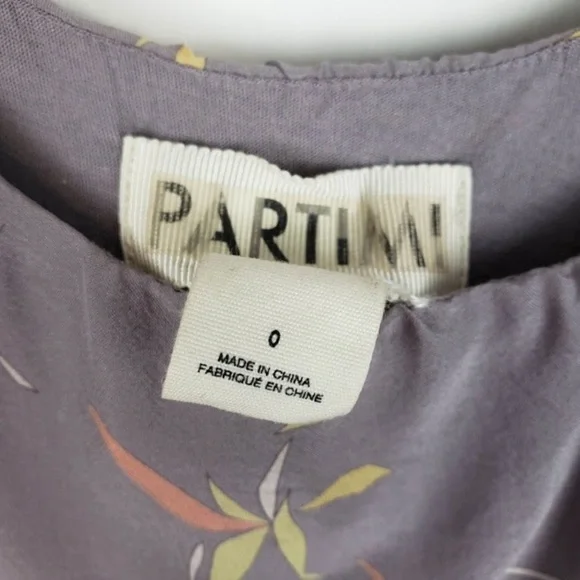 PARTIMI
0
MADE IN CHINA
FABRIQUÉ EN CHINE